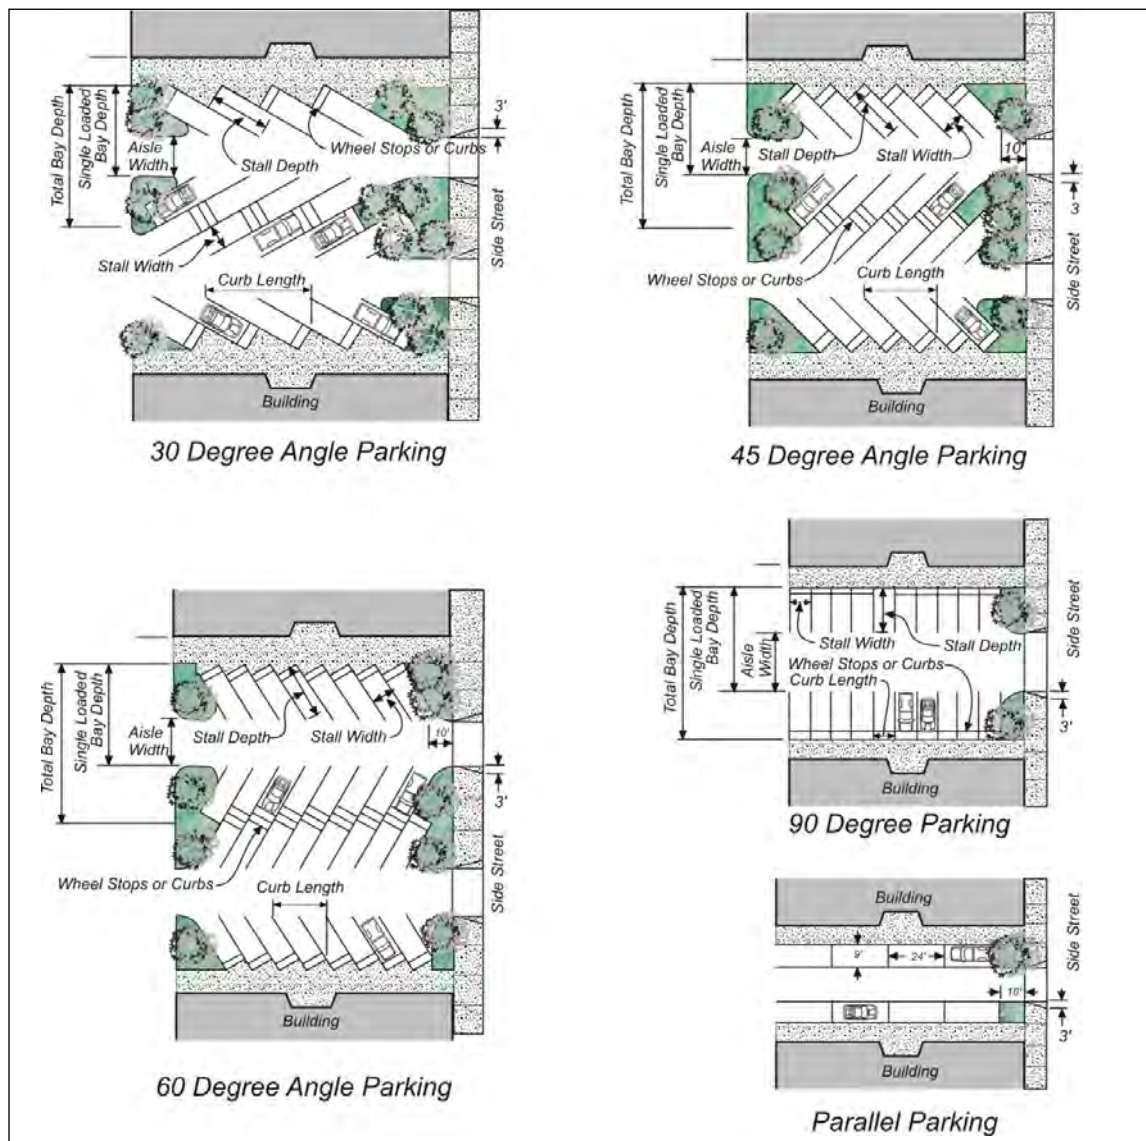 Total Bay Depth
Single Loaded
Bay Depth
Aisle
Width
3'
Wheel Stops or Curbs
Stall Depth
Stall Width
Curb Length
Side Street
Building
30 Degree Angle Parking
Total Bay Depth
Single Loaded
Bay Depth
Aisle
Width
Stall Depth
Stall Width
10'
3
Wheel Stops or Curbs
Curb Length
Side Street
Building
45 Degree Angle Parking
Total Bay Depth
Single Loaded
Bay Depth
Aisle
Width
Stall Depth
Stall Width
10'
3'
Wheel Stops or Curbs
Curb Length
Side Street
Building
60 Degree Angle Parking
Total Bay Depth
Single Loaded
Bay Depth
Aisle
Width
Stall Width
Stall Depth
Wheel Stops or Curbs
Curb Length
Side Street
3'
Building
90 Degree Parking
Building
9'
24'
Side Street
3'
Building
Parallel Parking